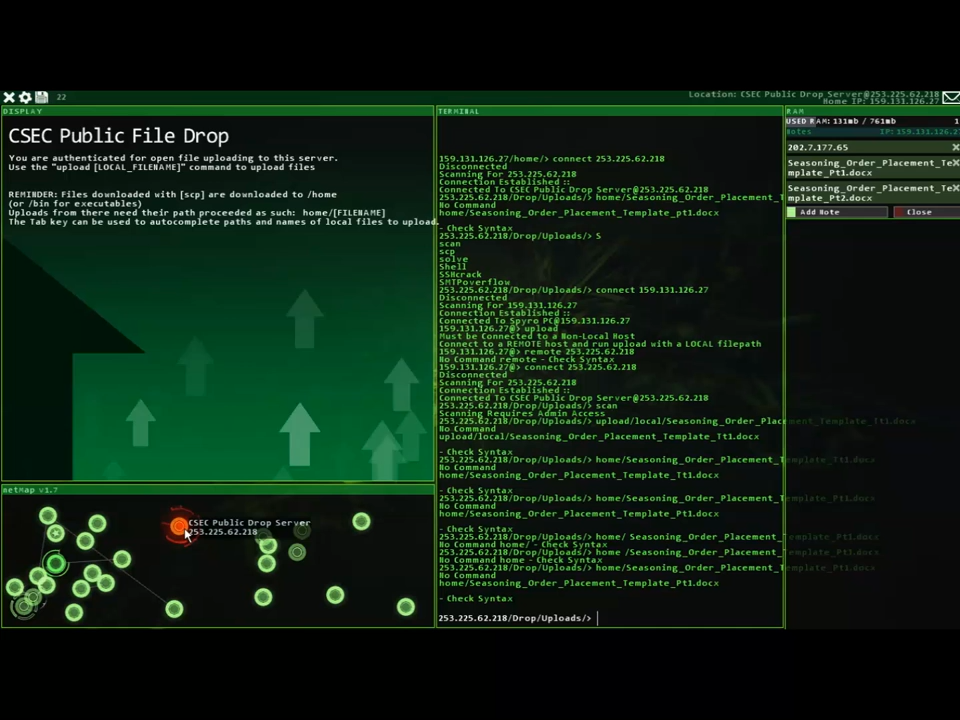 22
Location: CSEC Public Drop Server@253.225.62.218
Home IP: 159.131.126.27
DISPLAY
CSEC Public File Drop
You are authenticated for open file uploading to this server.
Use the "upload [LOCAL_FILENAME]" command to upload files
REMINDER: Files downloaded with [scp] are downloaded to /home
(or /bin for executables)
Uploads from there need their path proceeded as such: home/[FILENAME]
The Tab key can be used to autocomplete paths and names of local files to upload.
netMap v1.7
CSEC Public Drop Server
253.225.62.218
TERMINAL
159.131.126.27/home/> connect 253.225.62.218
Disconnected
Scanning For 253.225.62.218
Connection Established ::
Connected To CSEC Public Drop Server@253.225.62.218
253.225.62.218/Drop/Uploads/> home/Seasoning_Order_Placement_T
No Command
home/Seasoning_Order_Placement_Template_pt1.docx
- Check Syntax
253.225.62.218/Drop/Uploads/> S
scan
scp
solve
Shell
SSHcrack
SMTPoverflow
253.225.62.218/Drop/Uploads/> connect 159.131.126.27
Disconnected
Scanning For 159.131.126.27
Connection Established ::
Connected To Spyro PC@159.131.126.27
159.131.126.27@> upload
Must be Connected to a Non-Local Host
Connect to a REMOTE host and run upload with a LOCAL filepath
159.131.126.27@> remote 253.225.62.218
No Command remote - Check Syntax
159.131.126.27@> connect 253.225.62.218
Disconnected
Scanning For 253.225.62.218
Connection Established ::
Connected To CSEC Public Drop Server@253.225.62.218
253.225.62.218/Drop/Uploads/> scan
Scanning Requires Admin Access
253.225.62.218/Drop/Uploads/> upload/local/Seasoning_Order_Placement_Template_Tt1.docx
No Command
upload/local/Seasoning_Order_Placement_Template_Tt1.docx
- Check Syntax
253.225.62.218/Drop/Uploads/> home/Seasoning_Order_Placement_Template_Tt1.docx
No Command
home/Seasoning_Order_Placement_Template_Tt1.docx
- Check Syntax
253.225.62.218/Drop/Uploads/> home/Seasoning_Order_Placement_Template_Pt1.docx
No Command
home/Seasoning_Order_Placement_Template_Pt1.docx
- Check Syntax
253.225.62.218/Drop/Uploads/> home/ Seasoning_Order_Placement_Template_Pt1.docx
No Command home/ - Check Syntax
253.225.62.218/Drop/Uploads/> home /Seasoning_Order_Placement_Template_Pt1.docx
No Command home - Check Syntax
253.225.62.218/Drop/Uploads/> home/Seasoning_Order_Placement_Template_Pt1.docx
No Command
home/Seasoning_Order_Placement_Template_Pt1.docx
- Check Syntax
253.225.62.218/Drop/Uploads/>
RAM
USED RAM: 131mb / 761mb 1
Notes IP: 159.131.126.27
202.7.177.65
Seasoning_Order_Placement_Te
mplate_Pt1.docx
Seasoning_Order_Placement_Te
mplate_Pt2.docx
Add Note
Close